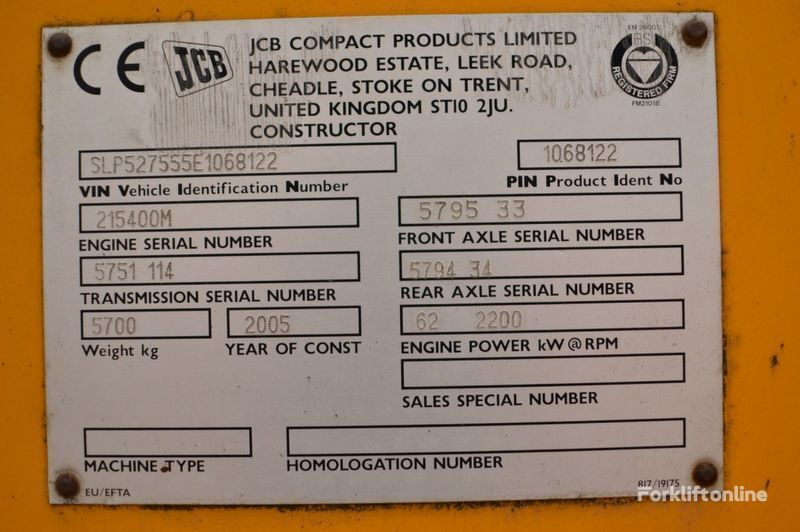 CE JCB
JCB COMPACT PRODUCTS LIMITED
HAREWOOD ESTATE, LEEK ROAD,
CHEADLE, STOKE ON TRENT,
UNITED KINGDOM ST10 2JU.
CONSTRUCTOR
EN 29001
BSI
REGISTERED FIRM
FM21018
SLP527555E1068122
VIN Vehicle Identification Number
1068122
PIN Product Ident No
215400M
ENGINE SERIAL NUMBER
5795 33
FRONT AXLE SERIAL NUMBER
5751 114
TRANSMISSION SERIAL NUMBER
5794 34
REAR AXLE SERIAL NUMBER
5700
Weight kg
2005
YEAR OF CONST
62 2200
ENGINE POWER kW@RPM
SALES SPECIAL NUMBER
MACHINE TYPE
HOMOLOGATION NUMBER
EU/EFTA
817/19175
Forkliftonline